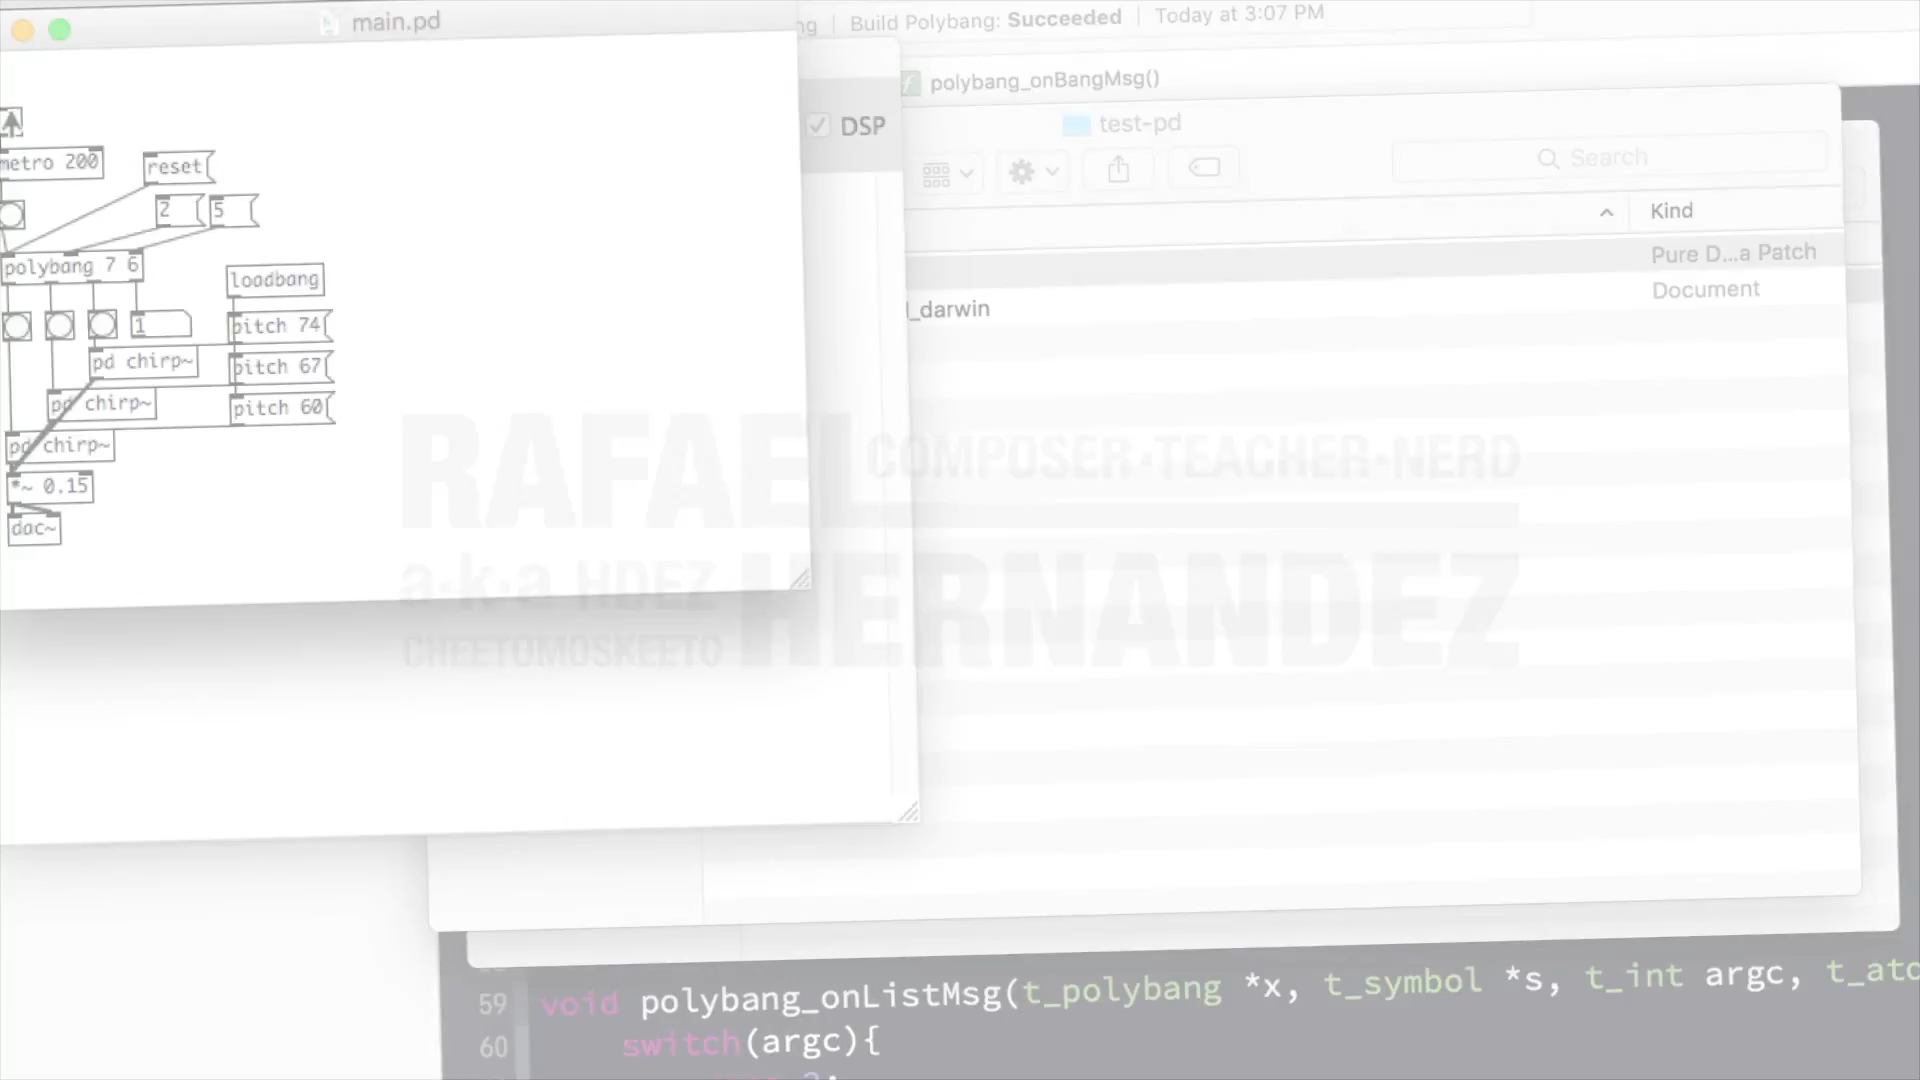 main.pd
Build Polybang: Succeeded | Today at 3:07 PM
polybang_onBangMsg()
test-pd
DSP
Search
Kind
Pure D...a Patch
Document
_darwin
metro 200
reset
2
5
polybang 7 6
loadbang
1
pitch 74
pd chirp~
pitch 67
pd chirp~
pitch 60
pd chirp~
*~ 0.15
dac~
RAFAEL
COMPOSER·TEACHER·NERD
a·k·a HDEZ
HERNANDEZ
CHEETOMOSKEETO
59 void polybang_onListMsg(t_polybang *x, t_symbol *s, t_int argc, t_ato
60 switch(argc){